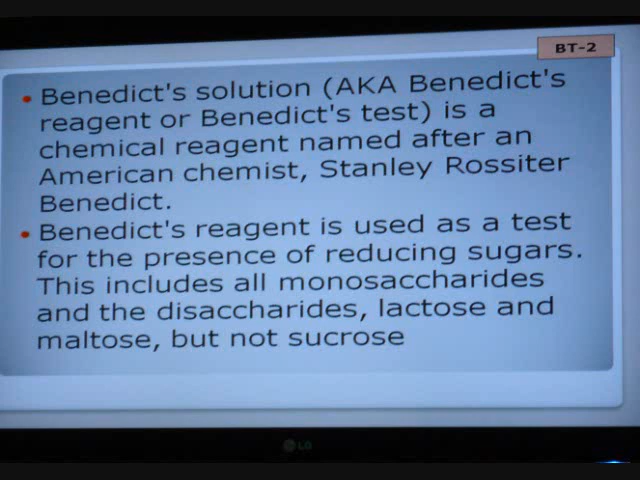 BT-2
• Benedict's solution (AKA Benedict's
reagent or Benedict's test) is a
chemical reagent named after an
American chemist, Stanley Rossiter
Benedict.
• Benedict's reagent is used as a test
for the presence of reducing sugars.
This includes all monosaccharides
and the disaccharides, lactose and
maltose, but not sucrose
LG